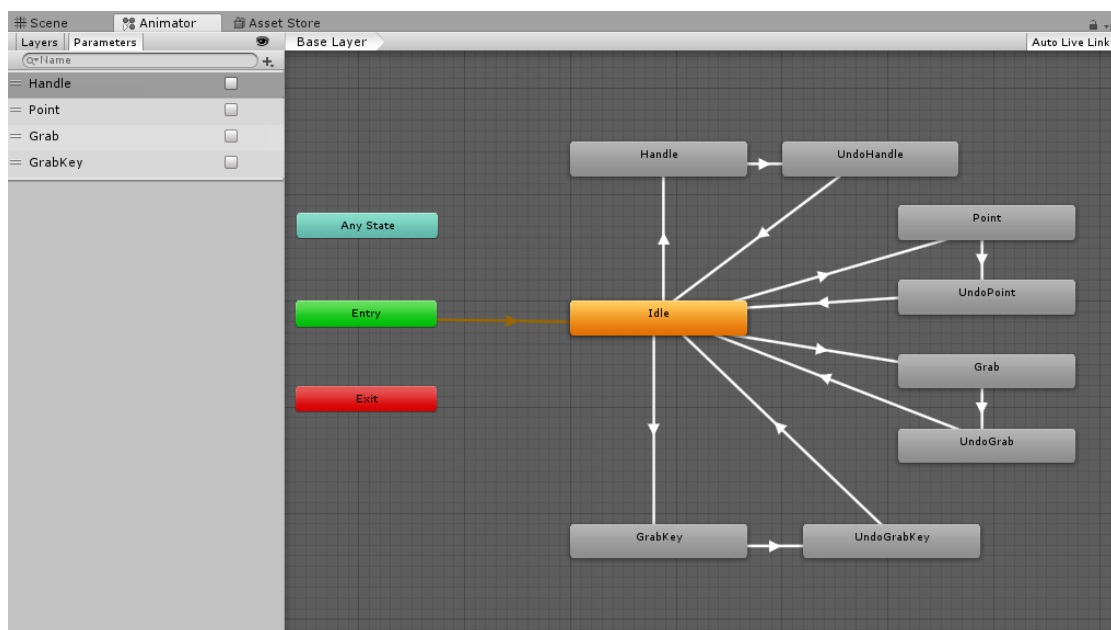 Scene
Animator
Asset Store
Layers
Parameters
Base Layer
Auto Live Link
Name
Handle
Point
Grab
GrabKey
Handle
UndoHandle
Any State
Point
Entry
Idle
UndoPoint
Exit
Grab
UndoGrab
GrabKey
UndoGrabKey